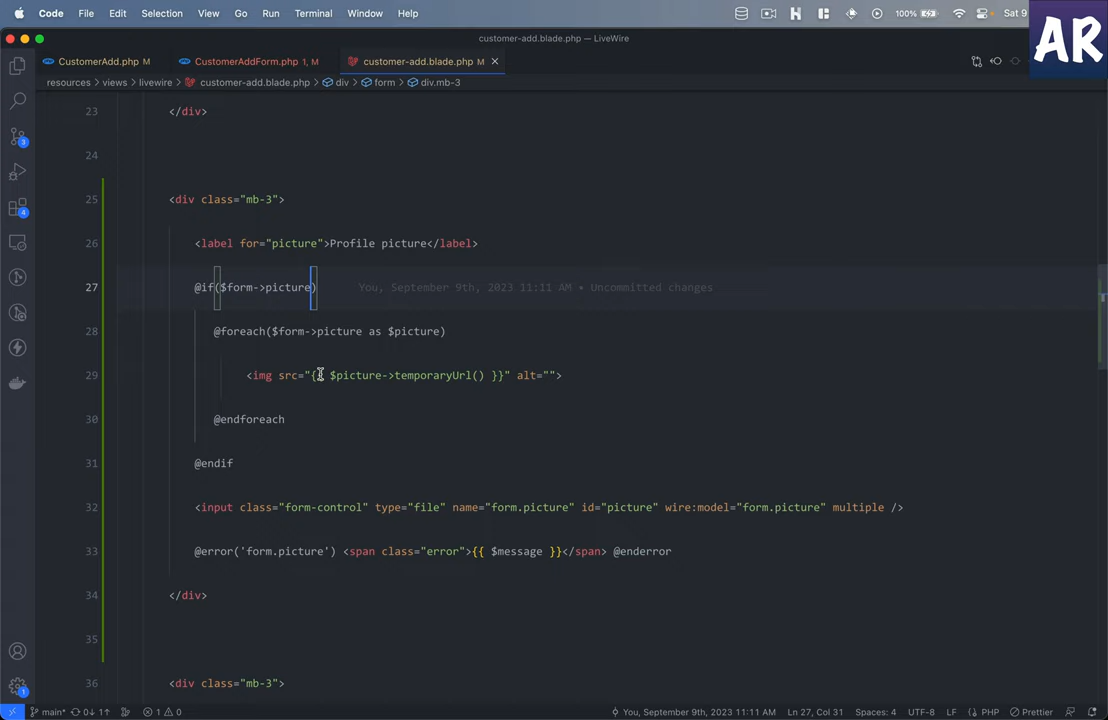 Code File Edit Selection View Go Run Terminal Window Help 100% Sat 9
AR
customer-add.blade.php — LiveWire
CustomerAdd.php M CustomerAddForm.php 1, M customer-add.blade.php M
resources > views > livewire > customer-add.blade.php > div > form > div.mb-3
23 </div>
24
25 <div class="mb-3">
26 <label for="picture">Profile picture</label>
27 @if($form->picture) You, September 9th, 2023 11:11 AM • Uncommitted changes
28 @foreach($form->picture as $picture)
29 <img src="{{ $picture->temporaryUrl() }}" alt="">
30 @endforeach
31 @endif
32 <input class="form-control" type="file" name="form.picture" id="picture" wire:model="form.picture" multiple />
33 @error('form.picture') <span class="error">{{ $message }}</span> @enderror
34 </div>
35
36 <div class="mb-3">
3
4
1
main* 0↓ 1↑ 1 0 You, September 9th, 2023 11:11 AM Ln 27, Col 31 Spaces: 4 UTF-8 LF PHP Prettier